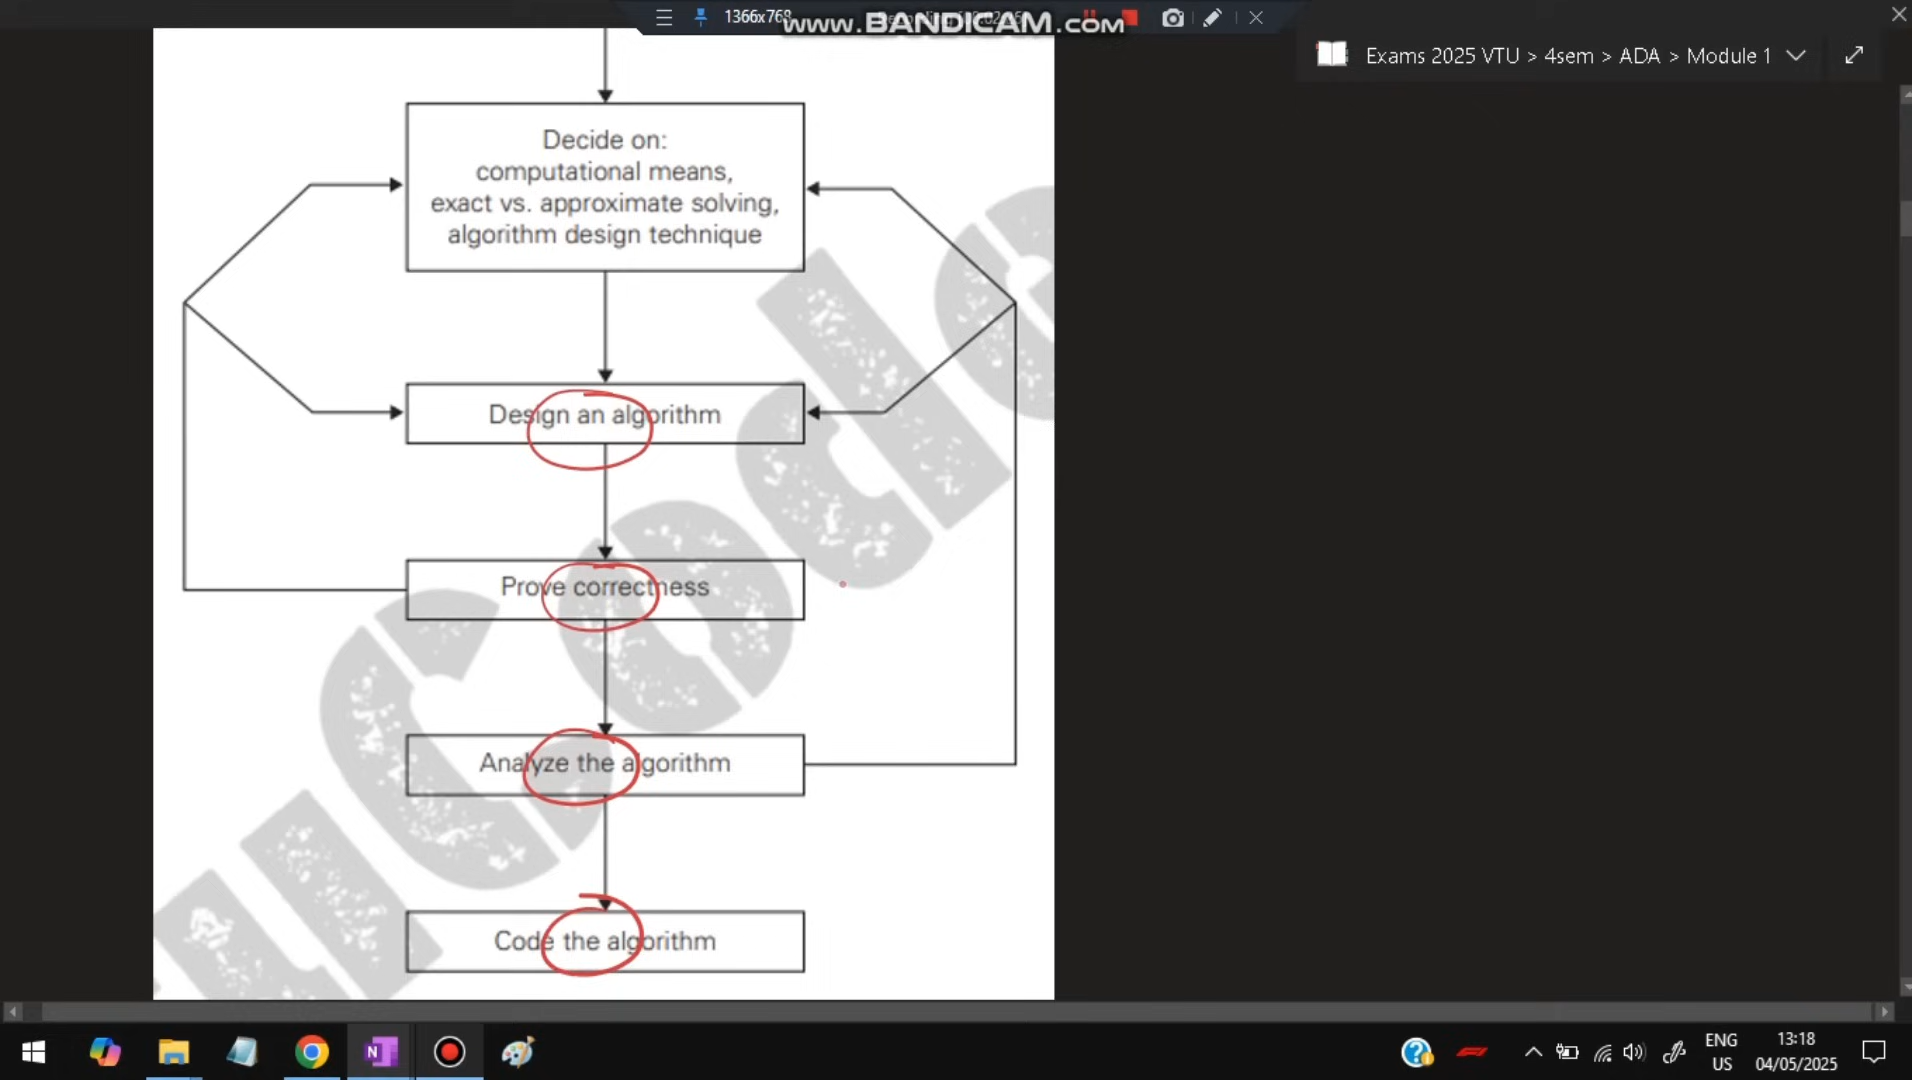 1366x768
www.BANDICAM.com
Exams 2025 VTU > 4sem > ADA > Module 1
Decide on:
computational means,
exact vs. approximate solving,
algorithm design technique
Design an algorithm
Prove correctness
Analyze the algorithm
Code the algorithm
ENG
US
13:18
04/05/2025